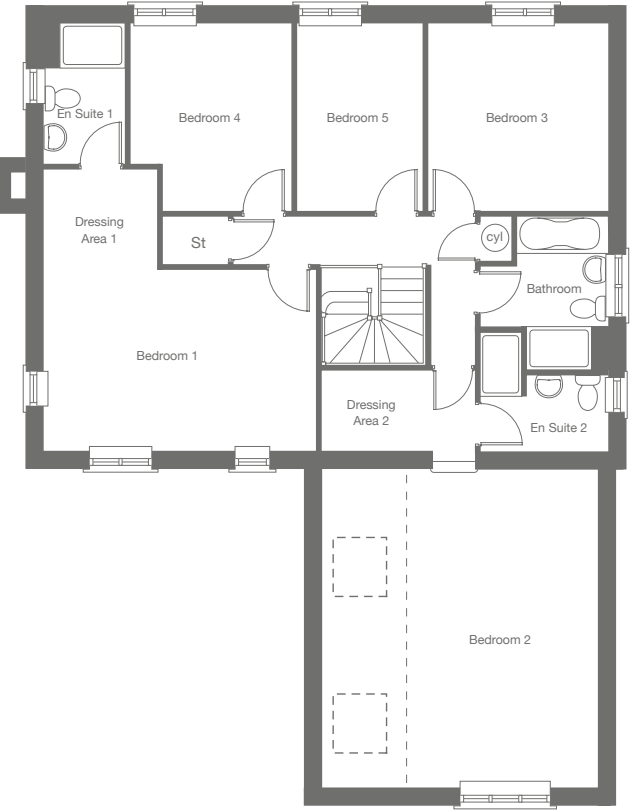 En Suite 1
Bedroom 4
Bedroom 5
Bedroom 3
Dressing
Area 1
St
cyl
Bathroom
Bedroom 1
Dressing
Area 2
En Suite 2
Bedroom 2